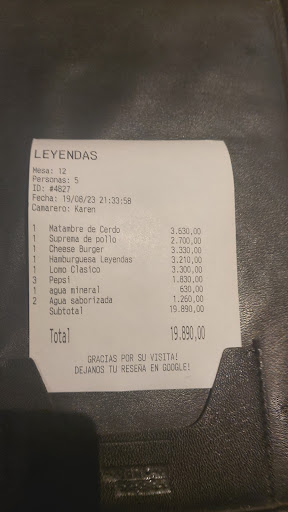 LEYENDAS
Mesa: 12
Personas: 5
ID: #4827
Fecha: 19/08/23 21:33:58
Camarero: Karen
1 Matambre de Cerdo 3.630,00
1 Suprema de pollo 2.700,00
1 Cheese Burger 3.330,00
1 Hamburguesa Leyendas 3.210,00
1 Lomo Clasico 3.300,00
3 Pepsi 1.830,00
1 agua mineral 630,00
2 Agua saborizada 1.260,00
Subtotal 19.890,00
Total 19.890,00
GRACIAS POR SU VISITA!
DEJANOS TU RESEÑA EN GOOGLE!